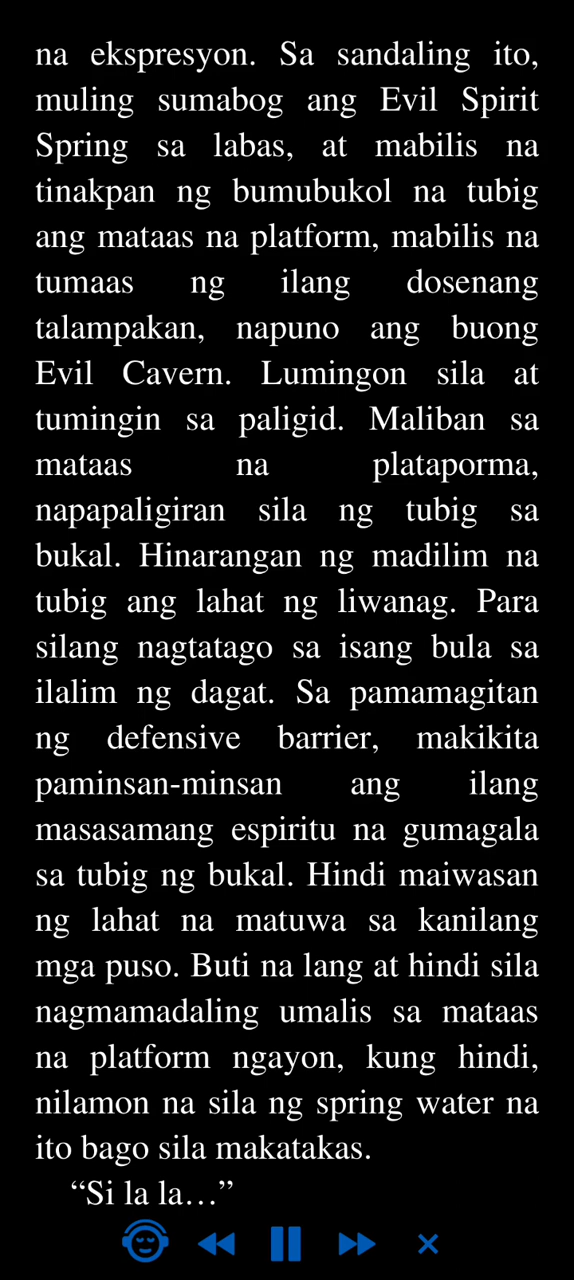 na ekspresyon. Sa sandaling ito,
muling sumabog ang Evil Spirit
Spring sa labas, at mabilis na
tinakpan ng bumubukol na tubig
ang mataas na platform, mabilis na
tumaas ng ilang dosenang
talampakan, napuno ang buong
Evil Cavern. Lumingon sila at
tumingin sa paligid. Maliban sa
mataas na plataporma,
napapaligiran sila ng tubig sa
bukal. Hinarangan ng madilim na
tubig ang lahat ng liwanag. Para
silang nagtatago sa isang bula sa
ilalim ng dagat. Sa pamamagitan
ng defensive barrier, makikita
paminsan-minsan ang ilang
masasamang espiritu na gumagala
sa tubig ng bukal. Hindi maiwasan
ng lahat na matuwa sa kanilang
mga puso. Buti na lang at hindi sila
nagmamadaling umalis sa mataas
na platform ngayon, kung hindi,
nilamon na sila ng spring water na
ito bago sila makatakas.
“Si la la…”